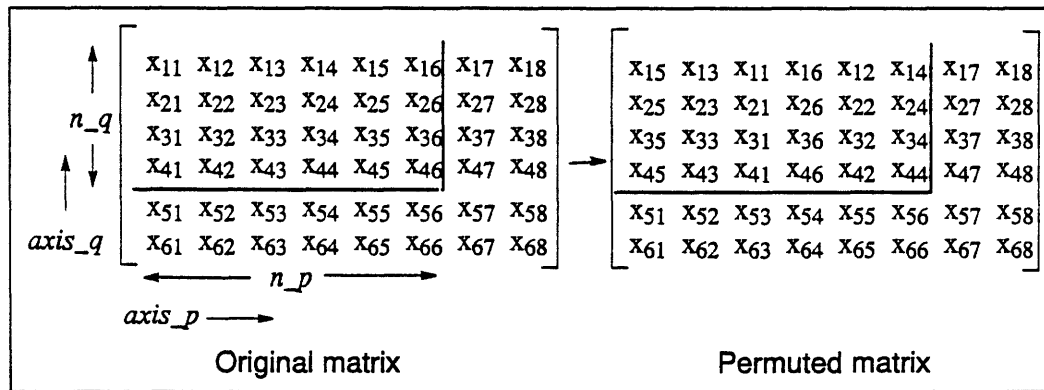 x11 x12 x13 x14 x15 x16 x17 x18
x21 x22 x23 x24 x25 x26 x27 x28
x31 x32 x33 x34 x35 x36 x37 x38
x41 x42 x43 x44 x45 x46 x47 x48
x51 x52 x53 x54 x55 x56 x57 x58
x61 x62 x63 x64 x65 x66 x67 x68
n_q
axis_q
n_p
axis_p
Original matrix
x15 x13 x11 x16 x12 x14 x17 x18
x25 x23 x21 x26 x22 x24 x27 x28
x35 x33 x31 x36 x32 x34 x37 x38
x45 x43 x41 x46 x42 x44 x47 x48
x51 x52 x53 x54 x55 x56 x57 x58
x61 x62 x63 x64 x65 x66 x67 x68
Permuted matrix